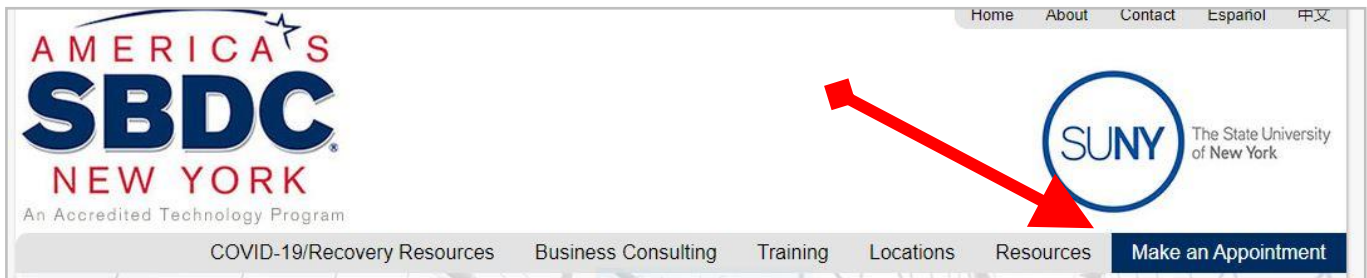 Home About Contact Español 中文
AMERICA'S
SBDC
NEW YORK
An Accredited Technology Program
SUNY
The State University
of New York
COVID-19/Recovery Resources Business Consulting Training Locations Resources Make an Appointment